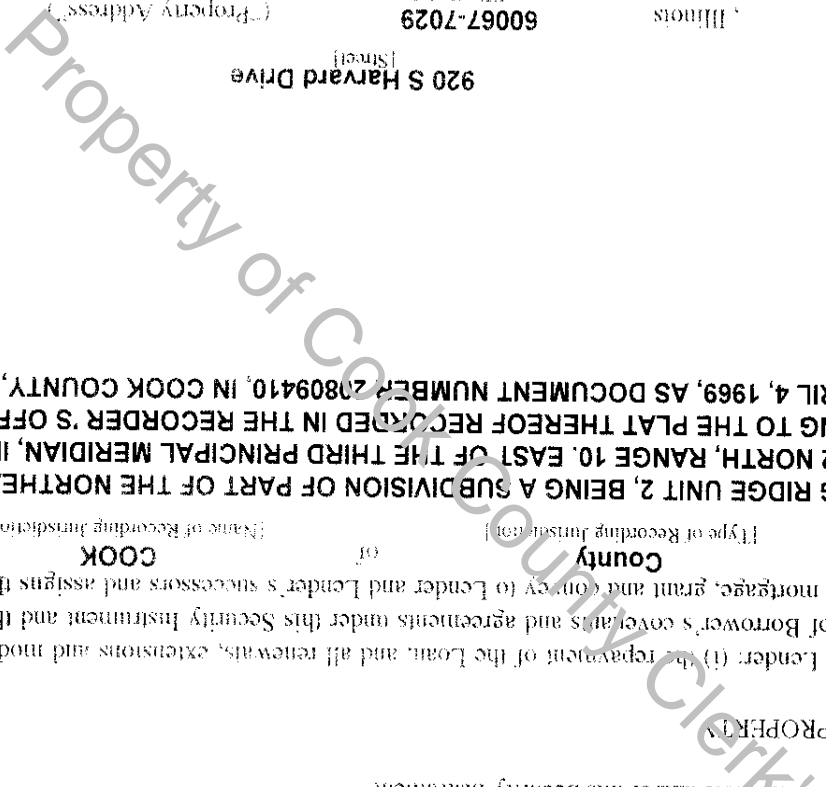 PROPERTY
Lender: (i) the repayment of the Loan, and all renewals, extensions and mod
of Borrower's covenants and agreements under this Security Instrument and th
mortgage, grant and convey to Lender and Lender's successors and assigns th
County of COOK
[Type of Recording Jurisdiction] [Name of Recording Jurisdiction
G RIDGE UNIT 2, BEING A SUBDIVISION OF PART OF THE NORTHE
2 NORTH, RANGE 10, EAST OF THE THIRD PRINCIPAL MERIDIAN, I
NG TO THE PLAT THEREOF RECORDED IN THE RECORDER 'S OFF
RIL 4, 1969, AS DOCUMENT NUMBER 20809410, IN COOK COUNTY,
920 S Harvard Drive
[Street]
, Illinois 60067-7029 ("Property Address")
Property of Cook County Clerk's